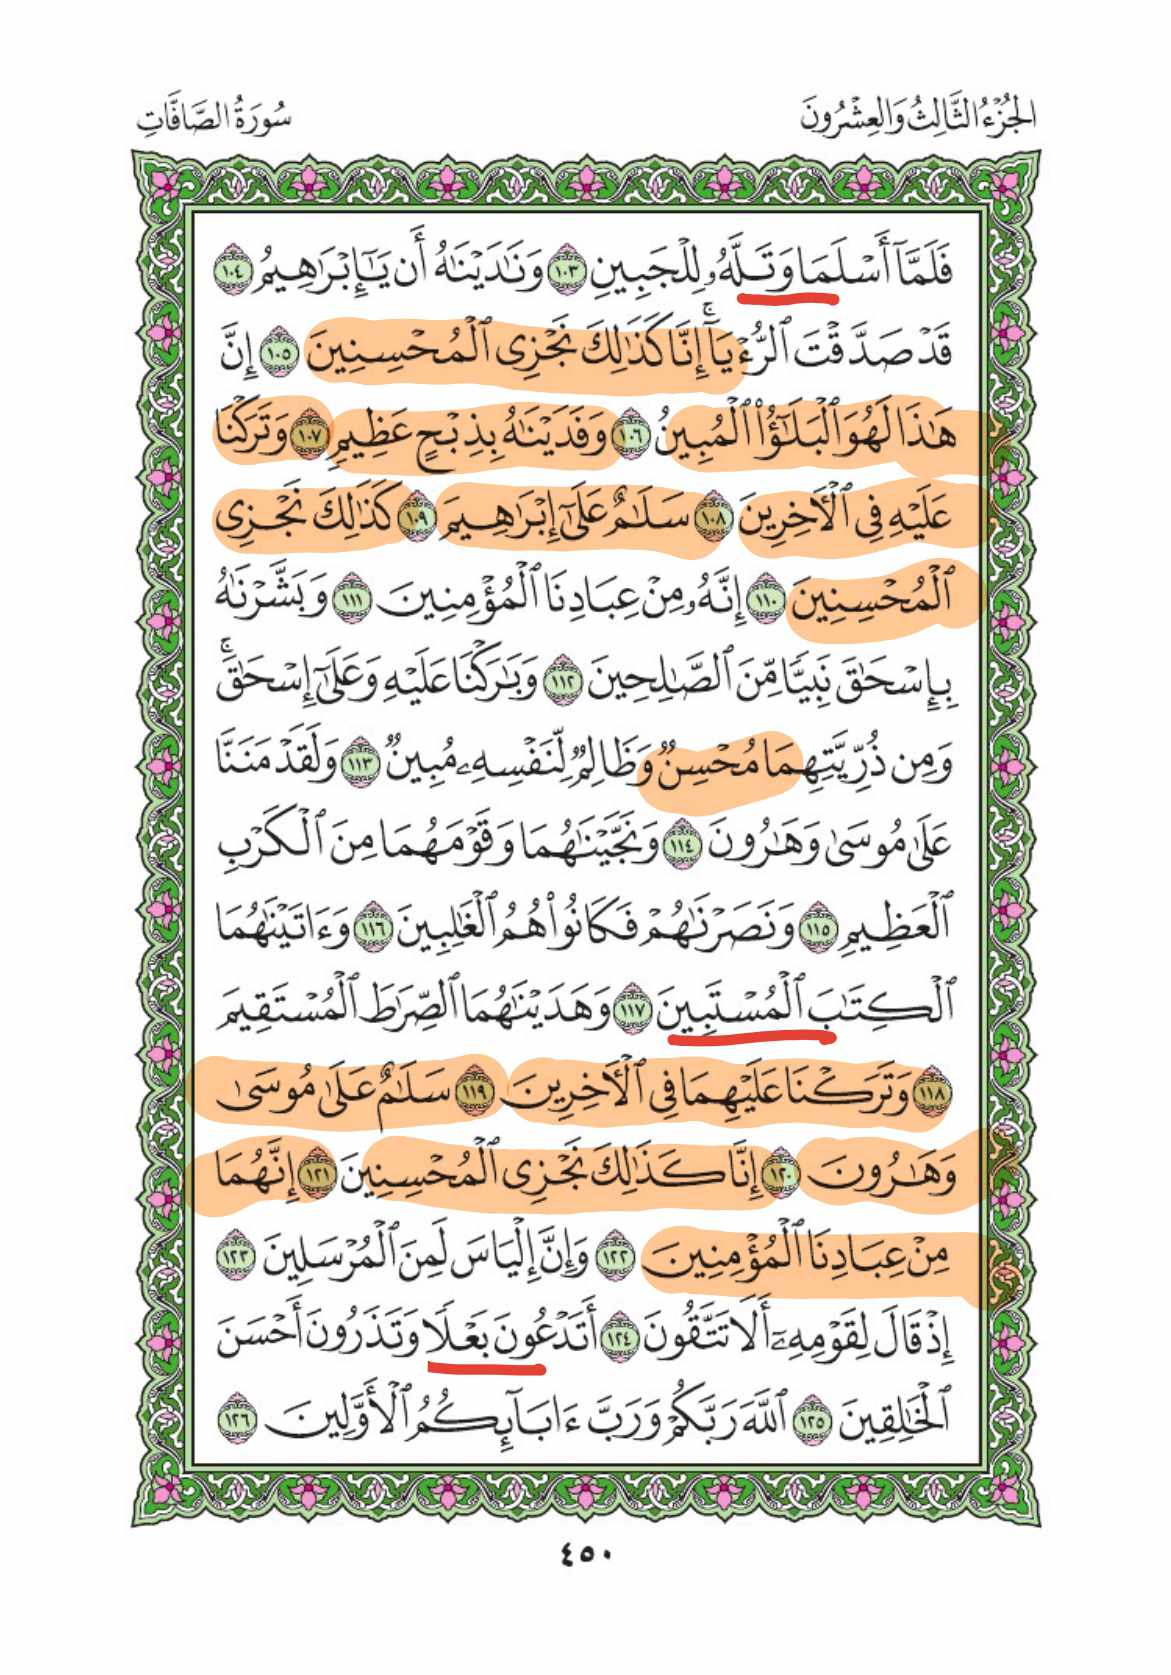 الجُزْءُ الثَّالِثُ وَالعِشْرُونَ
سُورَةُ الصَّافَّاتِ
فَلَمَّآ أَسْلَمَا وَتَلَّهُۥ لِلْجَبِينِ ١٠٣ وَنَٰدَيْنَٰهُ أَن يَٰٓإِبْرَٰهِيمُ ١٠٤
قَدْ صَدَّقْتَ ٱلرُّءْيَآۚ إِنَّا كَذَٰلِكَ نَجْزِى ٱلْمُحْسِنِينَ ١٠٥ إِنَّ
هَٰذَا لَهُوَ ٱلْبَلَٰٓؤُا۟ ٱلْمُبِينُ ١٠٦ وَفَدَيْنَٰهُ بِذِبْحٍ عَظِيمٍ ١٠٧ وَتَرَكْنَا
عَلَيْهِ فِى ٱلْأَخِرِينَ ١٠٨ سَلَٰمٌ عَلَىٰٓ إِبْرَٰهِيمَ ١٠٩ كَذَٰلِكَ نَجْزِى
ٱلْمُحْسِنِينَ ١١٠ إِنَّهُۥ مِنْ عِبَادِنَا ٱلْمُؤْمِنِينَ ١١١ وَبَشَّرْنَٰهُ
بِإِسْحَٰقَ نَبِيًّا مِّنَ ٱلصَّٰلِحِينَ ١١٢ وَبَٰرَكْنَا عَلَيْهِ وَعَلَىٰٓ إِسْحَٰقَۚ
وَمِن ذُرِّيَّتِهِمَا مُحْسِنٌ وَظَالِمٌ لِّنَفْسِهِۦ مُبِينٌ ١١٣ وَلَقَدْ مَنَنَّا
عَلَىٰ مُوسَىٰ وَهَٰرُونَ ١١٤ وَنَجَّيْنَٰهُمَا وَقَوْمَهُمَا مِنَ ٱلْكَرْبِ
ٱلْعَظِيمِ ١١٥ وَنَصَرْنَٰهُمْ فَكَانُوا۟ هُمُ ٱلْغَٰلِبِينَ ١١٦ وَءَاتَيْنَٰهُمَا
ٱلْكِتَٰبَ ٱلْمُسْتَبِينَ ١١٧ وَهَدَيْنَٰهُمَا ٱلصِّرَٰطَ ٱلْمُسْتَقِيمَ
١١٨ وَتَرَكْنَا عَلَيْهِمَا فِى ٱلْأَخِرِينَ ١١٩ سَلَٰمٌ عَلَىٰ مُوسَىٰ
وَهَٰرُونَ ١٢٠ إِنَّا كَذَٰلِكَ نَجْزِى ٱلْمُحْسِنِينَ ١٢١ إِنَّهُمَا
مِنْ عِبَادِنَا ٱلْمُؤْمِنِينَ ١٢٢ وَإِنَّ إِلْيَاسَ لَمِنَ ٱلْمُرْسَلِينَ ١٢٣
إِذْ قَالَ لِقَوْمِهِۦٓ أَلَا تَتَّقُونَ ١٢٤ أَتَدْعُونَ بَعْلًا وَتَذَرُونَ أَحْسَنَ
ٱلْخَٰلِقِينَ ١٢٥ ٱللَّهَ رَبَّكُمْ وَرَبَّ ءَابَآئِكُمُ ٱلْأَوَّلِينَ ١٢٦
٤٥٠